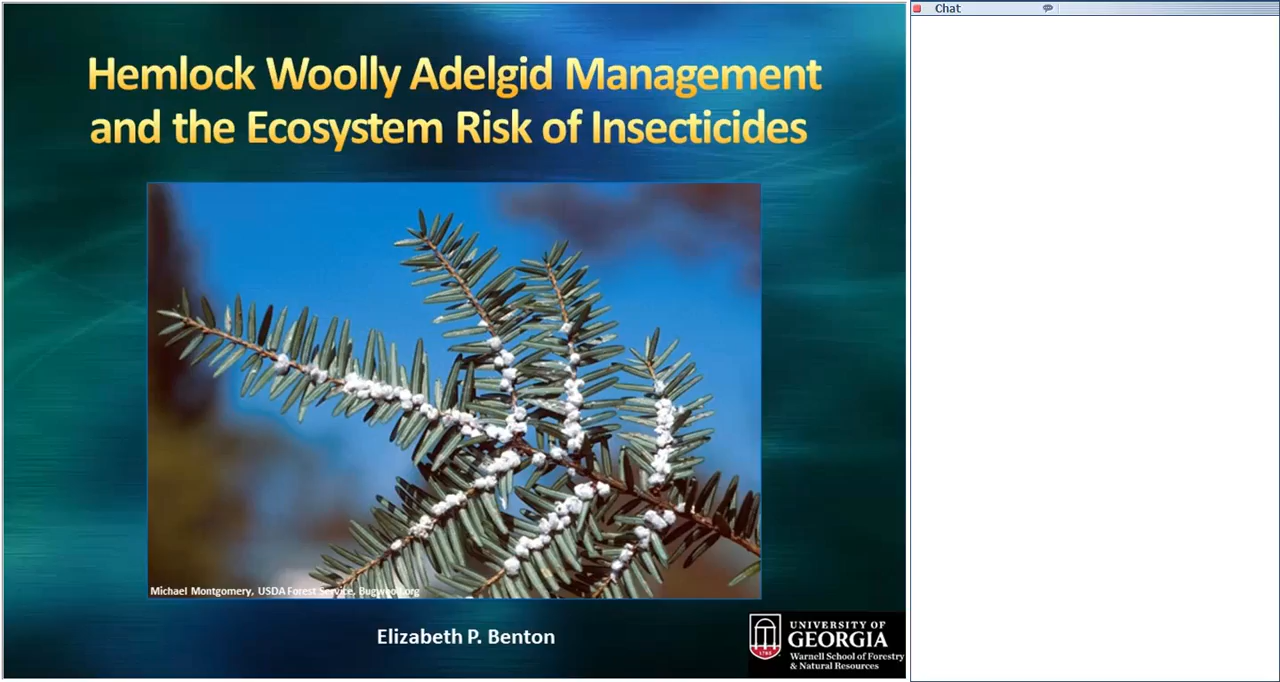 Chat
Hemlock Woolly Adelgid Management
and the Ecosystem Risk of Insecticides
Michael Montgomery, USDA Forest Service, Bugwood.org
Elizabeth P. Benton
1785
UNIVERSITY OF
GEORGIA
Warnell School of Forestry
& Natural Resources